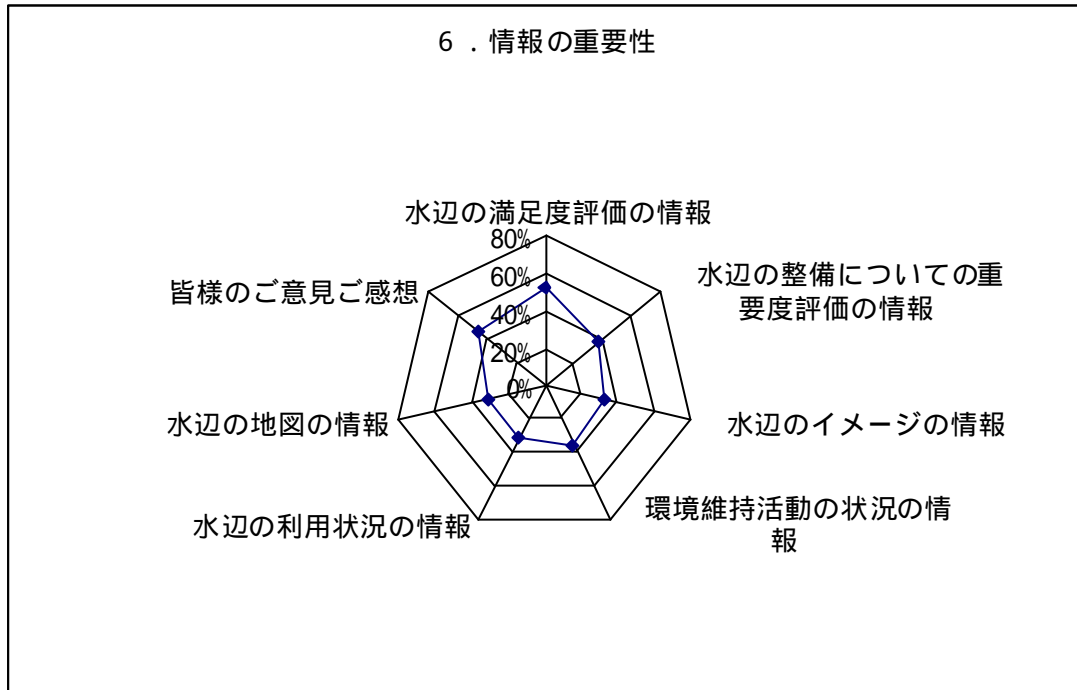 6．情報の重要性
水辺の満足度評価の情報
80%
60%
40%
20%
0%
水辺の整備についての重
要度評価の情報
水辺のイメージの情報
環境維持活動の状況の情
報
水辺の利用状況の情報
水辺の地図の情報
皆様のご意見ご感想